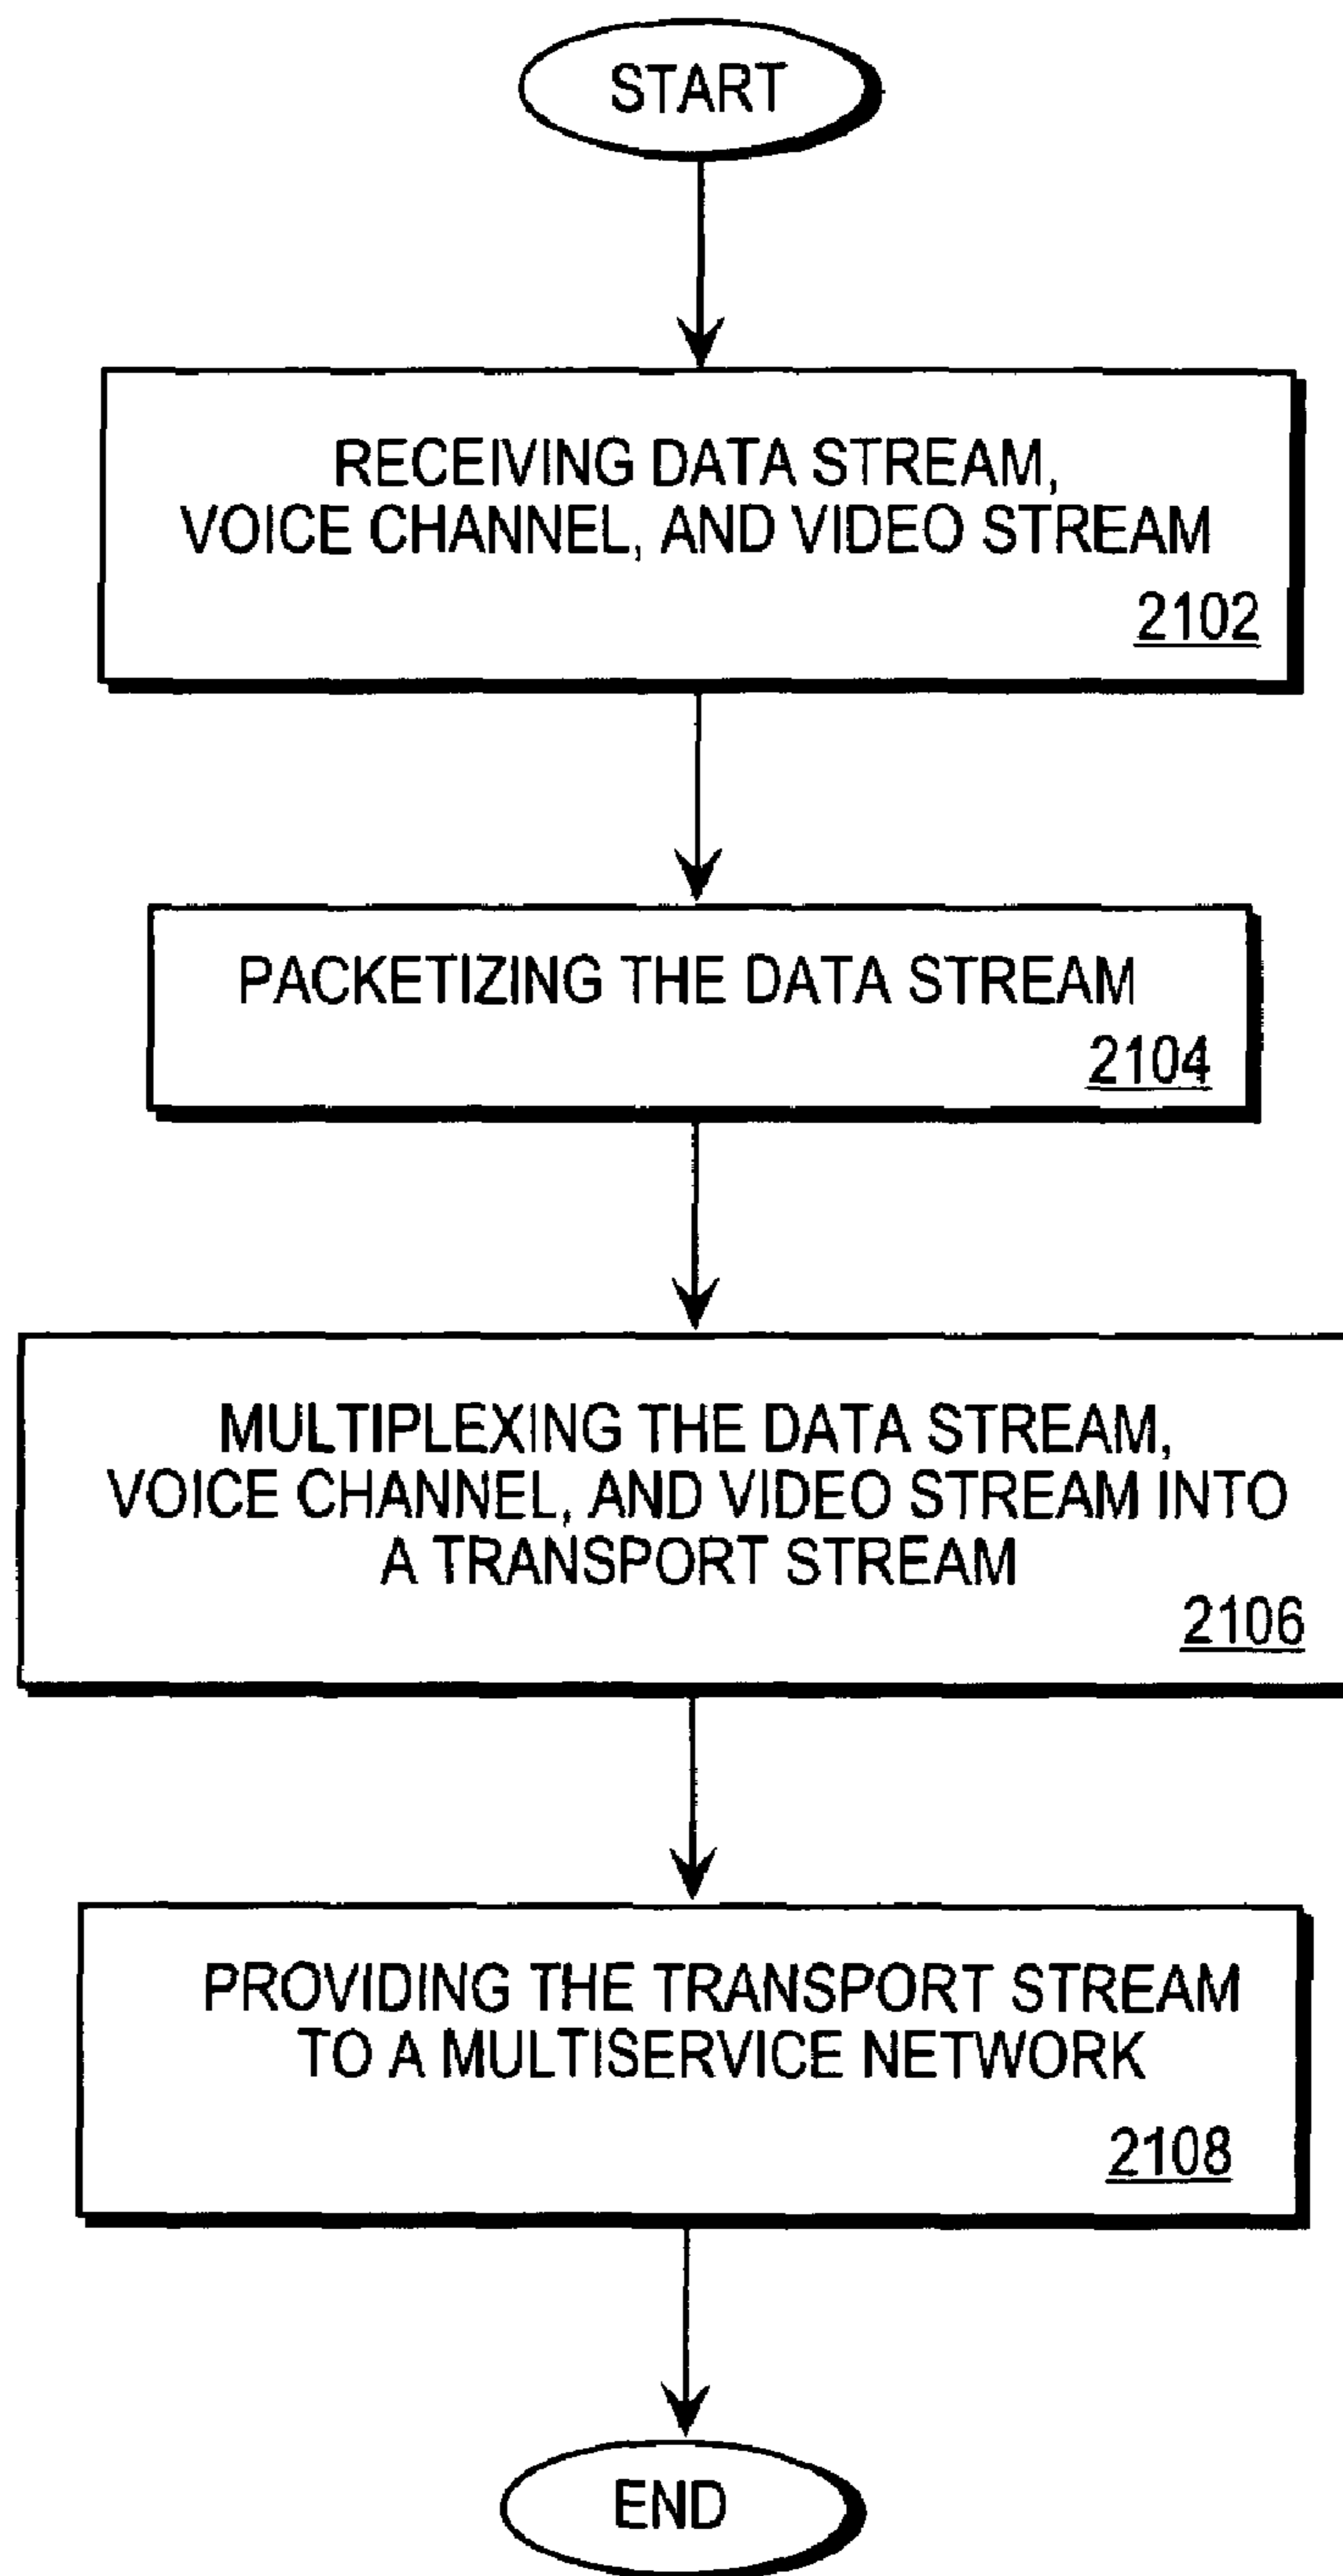 START
RECEIVING DATA STREAM,
VOICE CHANNEL, AND VIDEO STREAM
2102
PACKETIZING THE DATA STREAM
2104
MULTIPLEXING THE DATA STREAM,
VOICE CHANNEL, AND VIDEO STREAM INTO
A TRANSPORT STREAM
2106
PROVIDING THE TRANSPORT STREAM
TO A MULTISERVICE NETWORK
2108
END